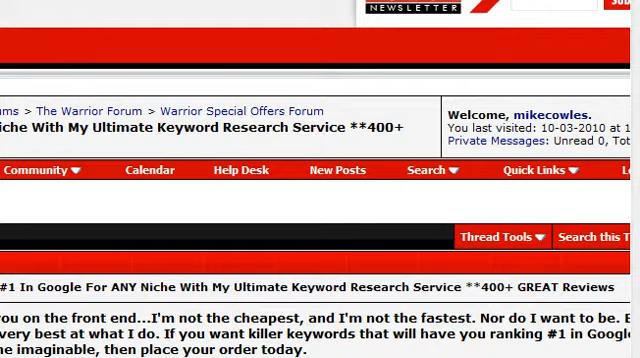 NEWSLETTER
The Warrior Forum > Warrior Special Offers Forum
With My Ultimate Keyword Research Service **400+
Welcome, mikecowles.
You last visited: 10-03-2010 at 1
Private Messages: Unread 0,
Community Calendar Help Desk New Posts Search Quick Links
Thread Tools Search this
#1 In Google For ANY Niche With My Ultimate Keyword Research Service **400+ GREAT Reviews
you on the front end...I'm not the cheapest, and I'm not the fastest. Nor do I want to be.
very best at what I do. If you want killer keywords that will have you ranking #1 in
imaginable, then place your order today.